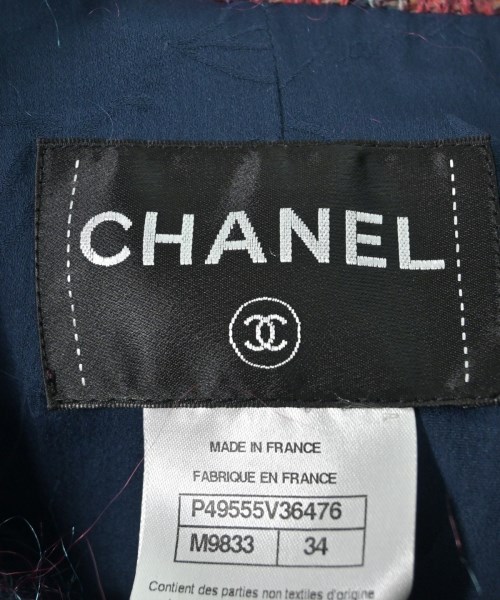 CHANEL
MADE IN FRANCE
FABRIQUE EN FRANCE
P49555V36476
M9833 34
Contient des parties non textiles d'origine